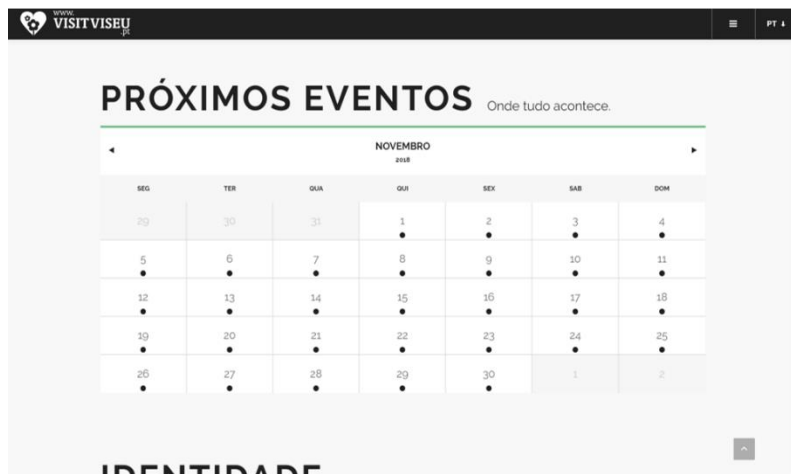 www.
VISITVISEU
.pt
PT
PRÓXIMOS EVENTOS Onde tudo acontece.
NOVEMBRO
2018
SEG TER QUA QUI SEX SAB DOM
29 30 31 1 2 3 4
5 6 7 8 9 10 11
12 13 14 15 16 17 18
19 20 21 22 23 24 25
26 27 28 29 30 1 2
IDENTIDADE